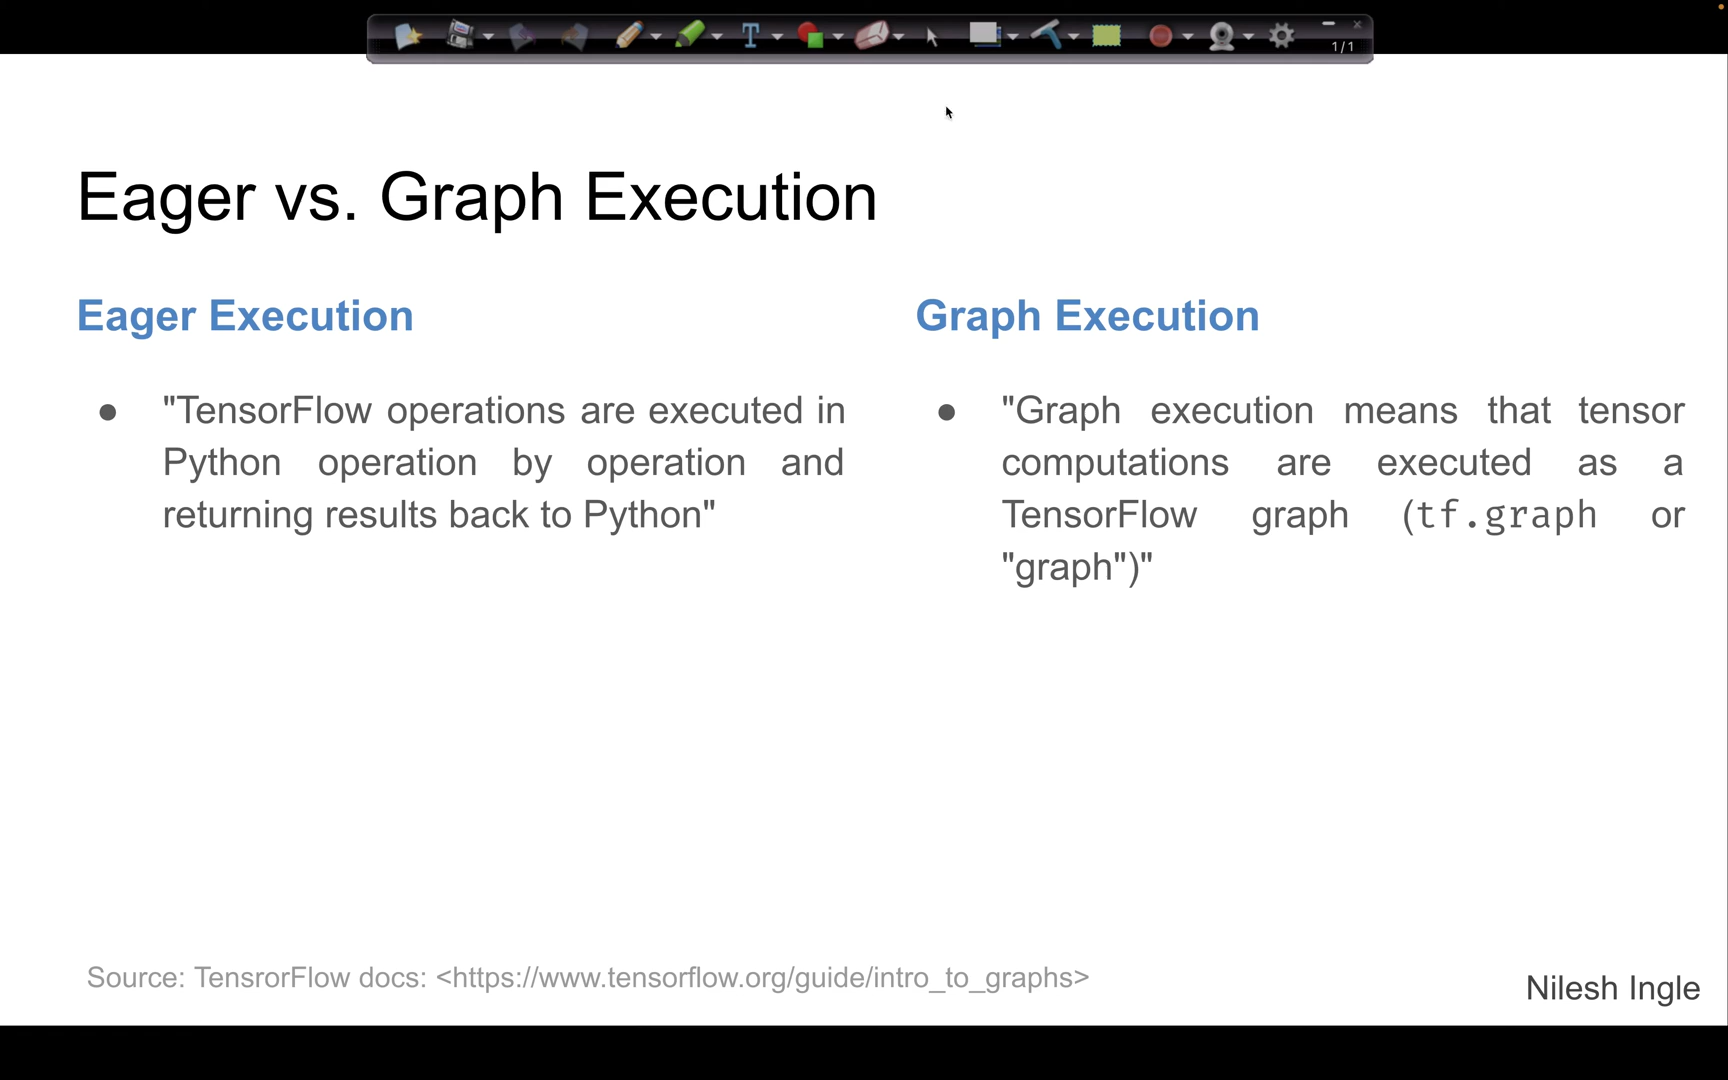 1/1
Eager vs. Graph Execution
Eager Execution
● "TensorFlow operations are executed in
Python operation by operation and
returning results back to Python"
Graph Execution
● "Graph execution means that tensor
computations are executed as a
TensorFlow graph (tf.graph or
"graph")"
Source: TensrorFlow docs: <https://www.tensorflow.org/guide/intro_to_graphs>
Nilesh Ingle